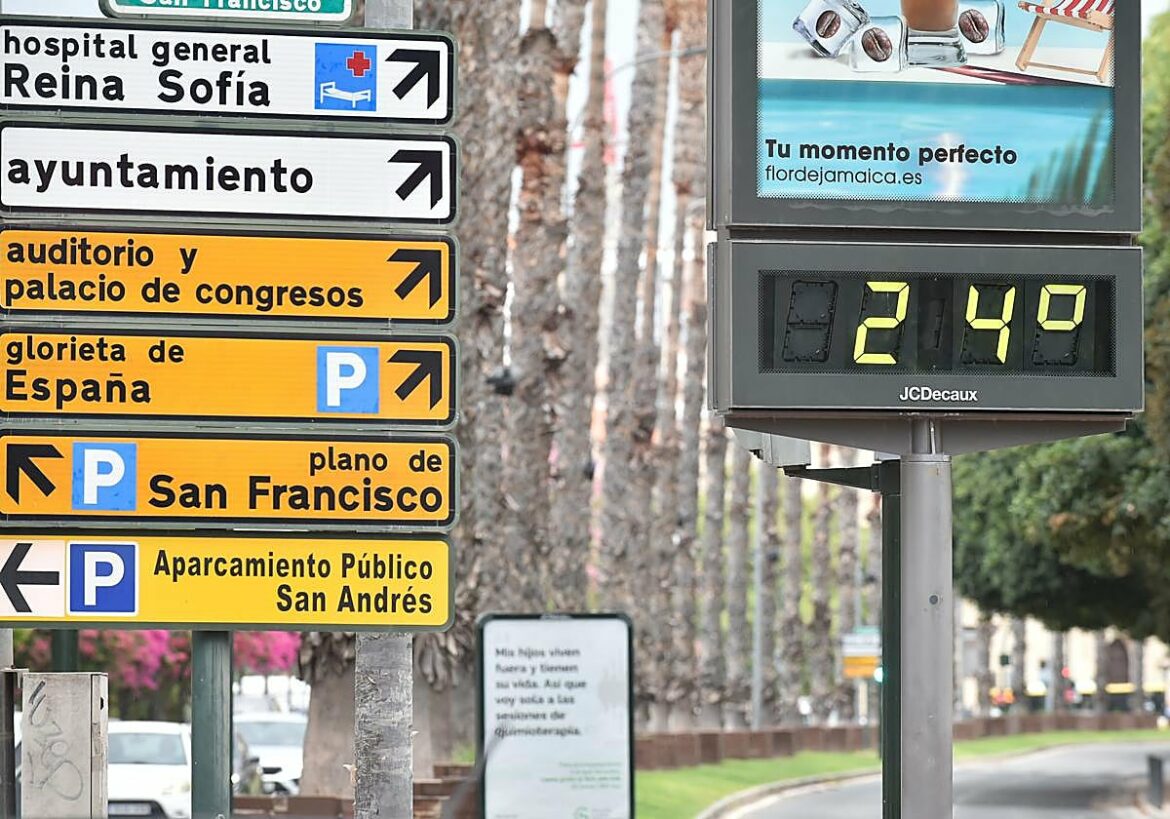 San Francisco
hospital general
Reina Sofía
ayuntamiento
auditorio y
palacio de congresos
glorieta de
España
P
P
plano de
San Francisco
P
Aparcamiento Público
San Andrés
Tu momento perfecto
flordejamaica.es
24º
JCDecaux
Mis hijos viven
fuera y tienen
su vida. Así que
voy sola a las
sesiones de
quimioterapia.